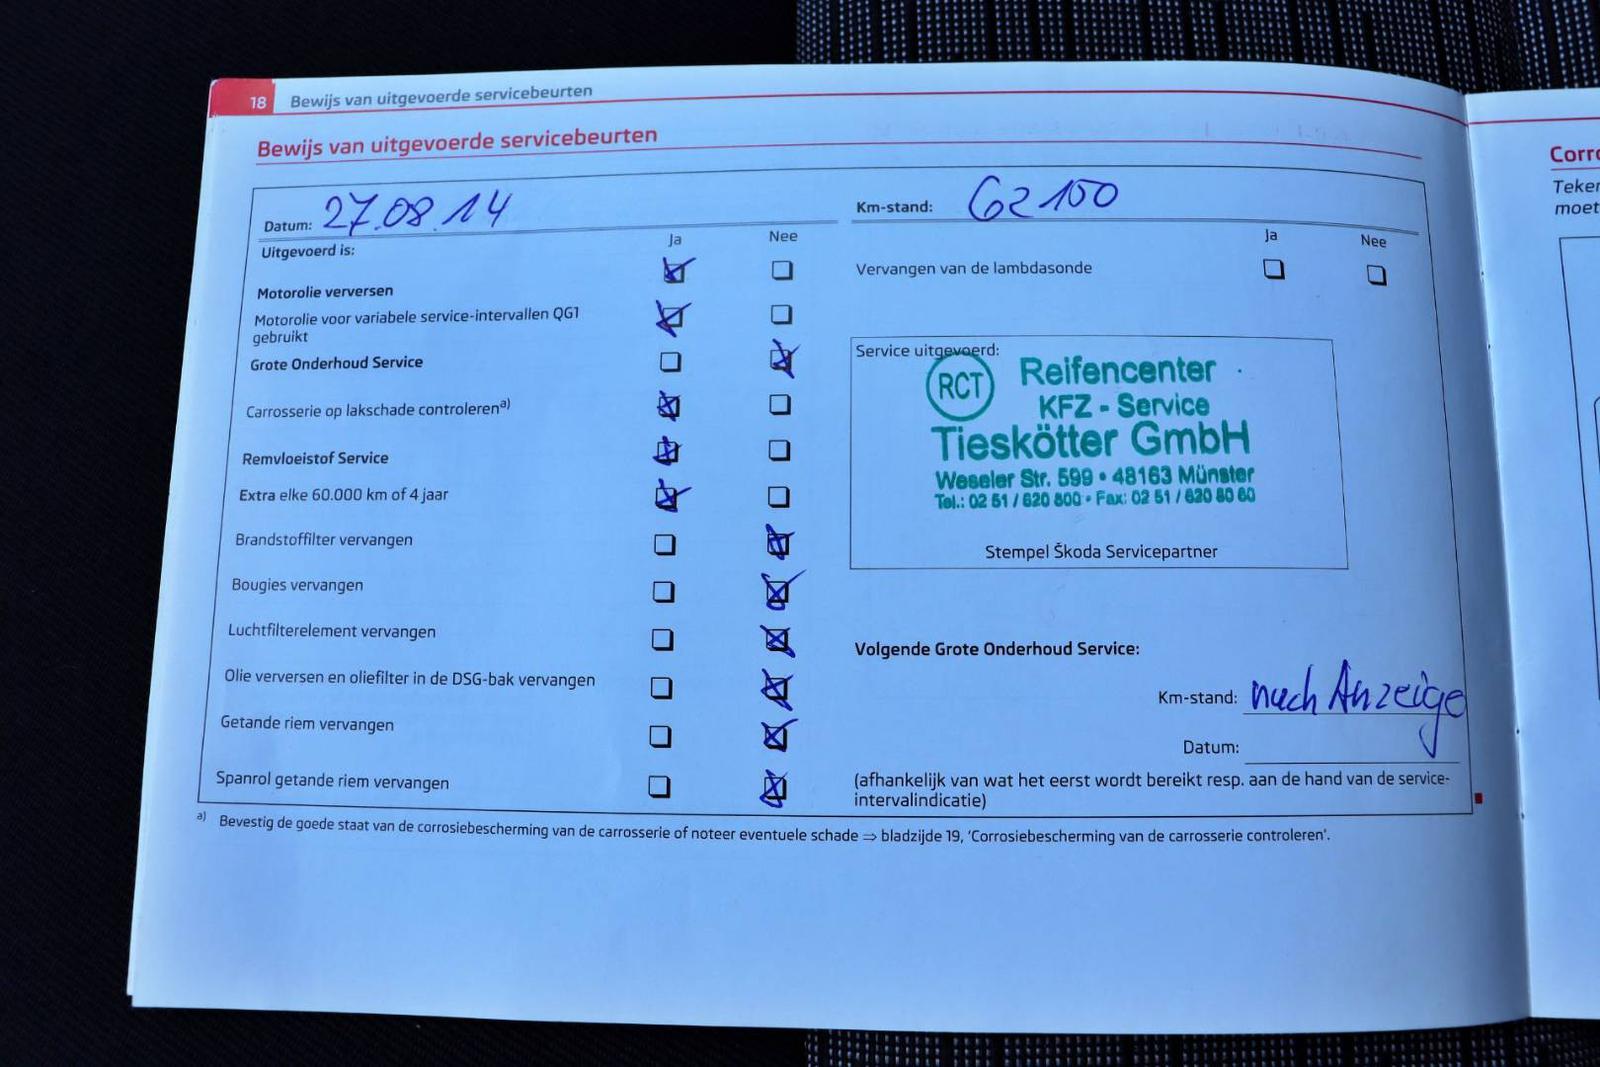 18 Bewijs van uitgevoerde servicebeurten
Bewijs van uitgevoerde servicebeurten
Datum: 27.08.14
Km-stand: 62100
Uitgevoerd is:
Ja Nee
Motorolie verversen
Motorolie voor variabele service-intervallen QG1
gebruikt
Grote Onderhoud Service
Carrosserie op lakschade controleren a)
Remvloeistof Service
Extra elke 60.000 km of 4 jaar
Brandstoffilter vervangen
Bougies vervangen
Luchtfilterelement vervangen
Olie verversen en oliefilter in de DSG-bak vervangen
Getande riem vervangen
Spanrol getande riem vervangen
Ja Nee
Vervangen van de lambdasonde
Service uitgevoerd:
RCT Reifencenter
KFZ - Service
Tieskötter GmbH
Weseler Str. 599 • 48163 Münster
Tel.: 02 51 / 620 800 • Fax: 02 51 / 620 80 60
Stempel Škoda Servicepartner
Volgende Grote Onderhoud Service:
Km-stand: nach Anzeige
Datum:
(afhankelijk van wat het eerst wordt bereikt resp. aan de hand van de service-
intervalindicatie)
a) Bevestig de goede staat van de corrosiebescherming van de carrosserie of noteer eventuele schade ⇒ bladzijde 19, 'Corrosiebescherming van de carrosserie controleren'.